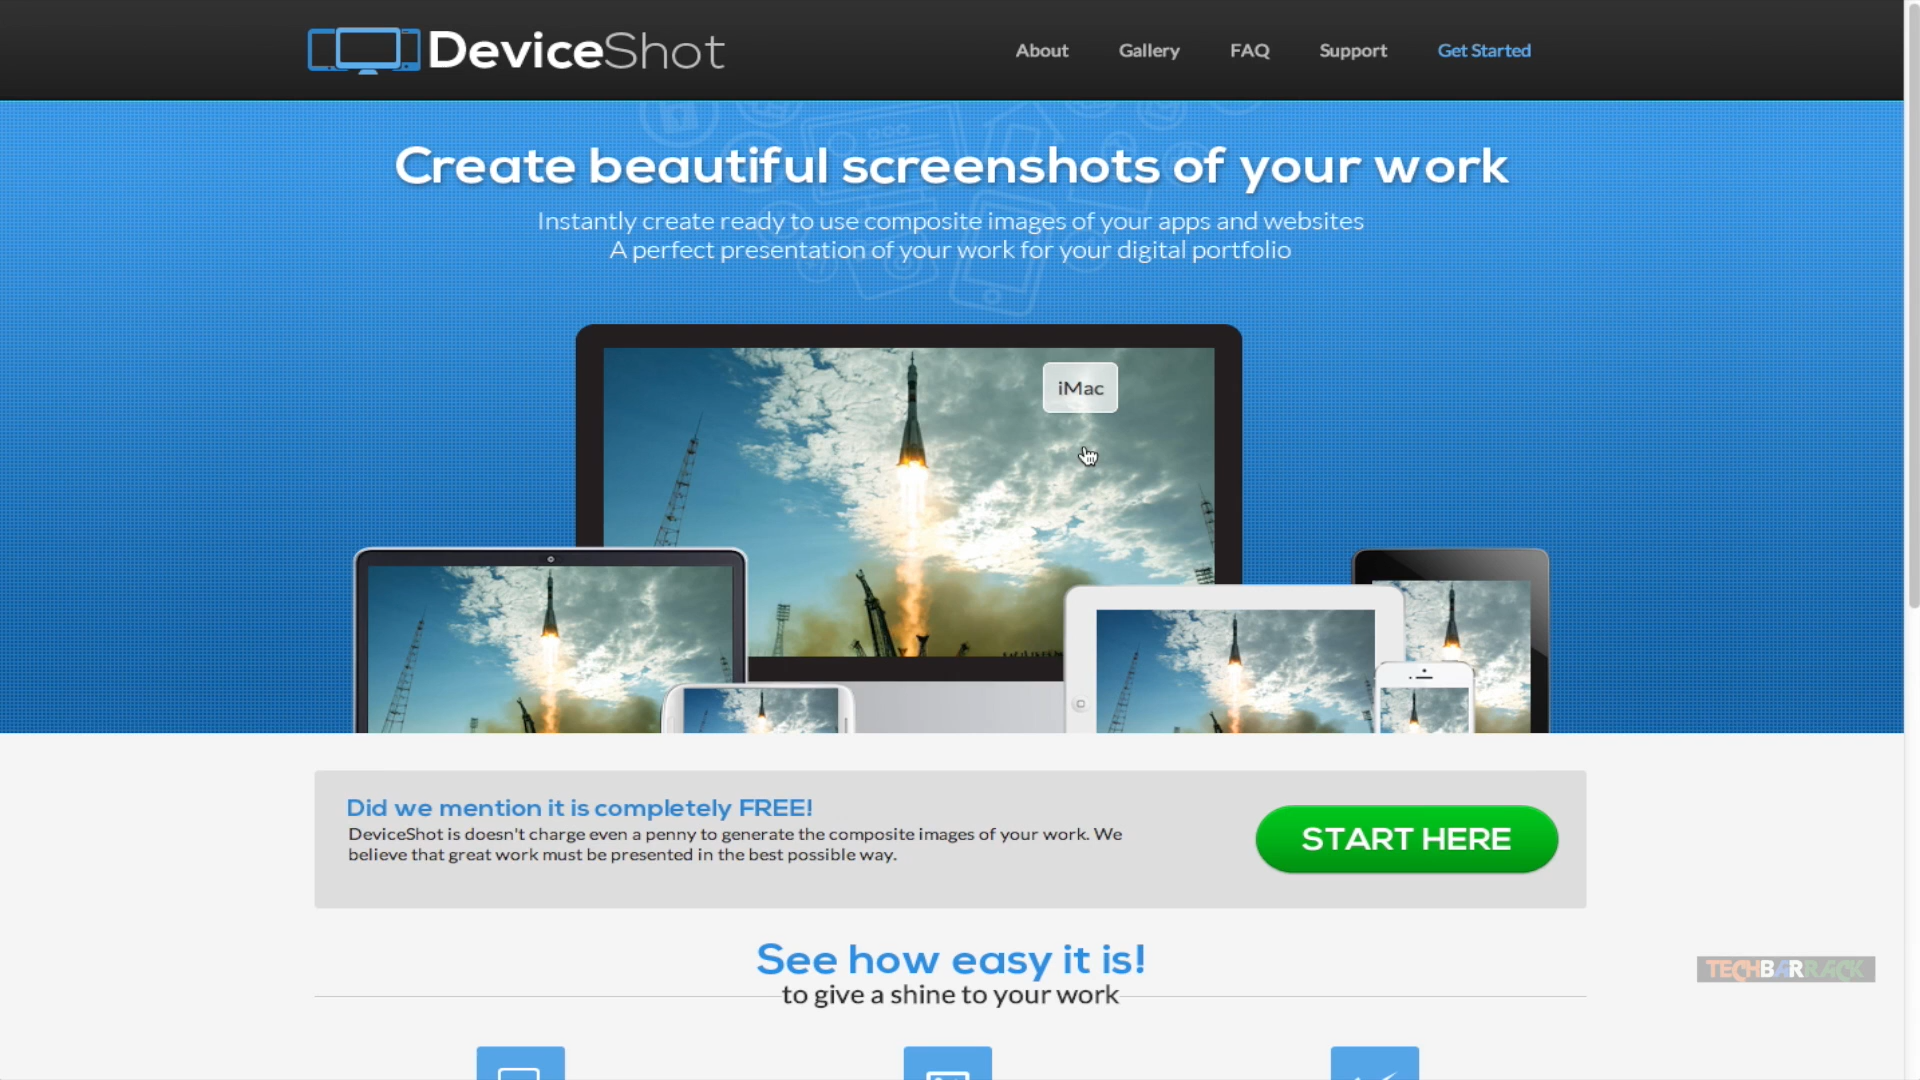 DeviceShot
About
Gallery
FAQ
Support
Get Started
Create beautiful screenshots of your work
Instantly create ready to use composite images of your apps and websites
A perfect presentation of your work for your digital portfolio
iMac
Did we mention it is completely FREE!
DeviceShot is doesn't charge even a penny to generate the composite images of your work. We
believe that great work must be presented in the best possible way.
START HERE
See how easy it is!
to give a shine to your work
TECHBARRACK